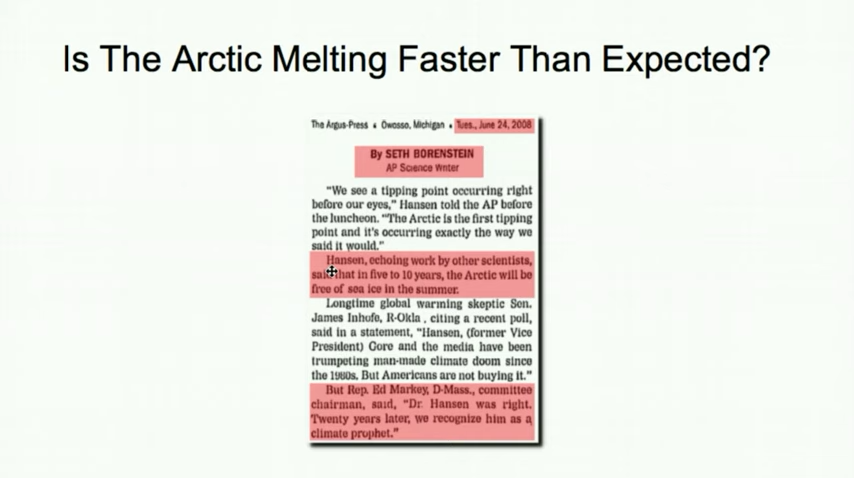 Is The Arctic Melting Faster Than Expected?
The Argus-Press • Owosso, Michigan • Tues., June 24, 2008
By SETH BORENSTEIN
AP Science Writer
"We see a tipping point occurring right
before our eyes," Hansen told the AP before
the luncheon. "The Arctic is the first tipping
point and it's occurring exactly the way we
said it would."
Hansen, echoing work by other scientists,
said that in five to 10 years, the Arctic will be
free of sea ice in the summer.
Longtime global warming skeptic Sen.
James Inhofe, R-Okla., citing a recent poll,
said in a statement, "Hansen, (former Vice
President) Gore and the media have been
trumpeting man-made climate doom since
the 1980s. But Americans are not buying it."
But Rep. Ed Markey, D-Mass., committee
chairman, said, "Dr. Hansen was right.
Twenty years later, we recognize him as a
climate prophet."